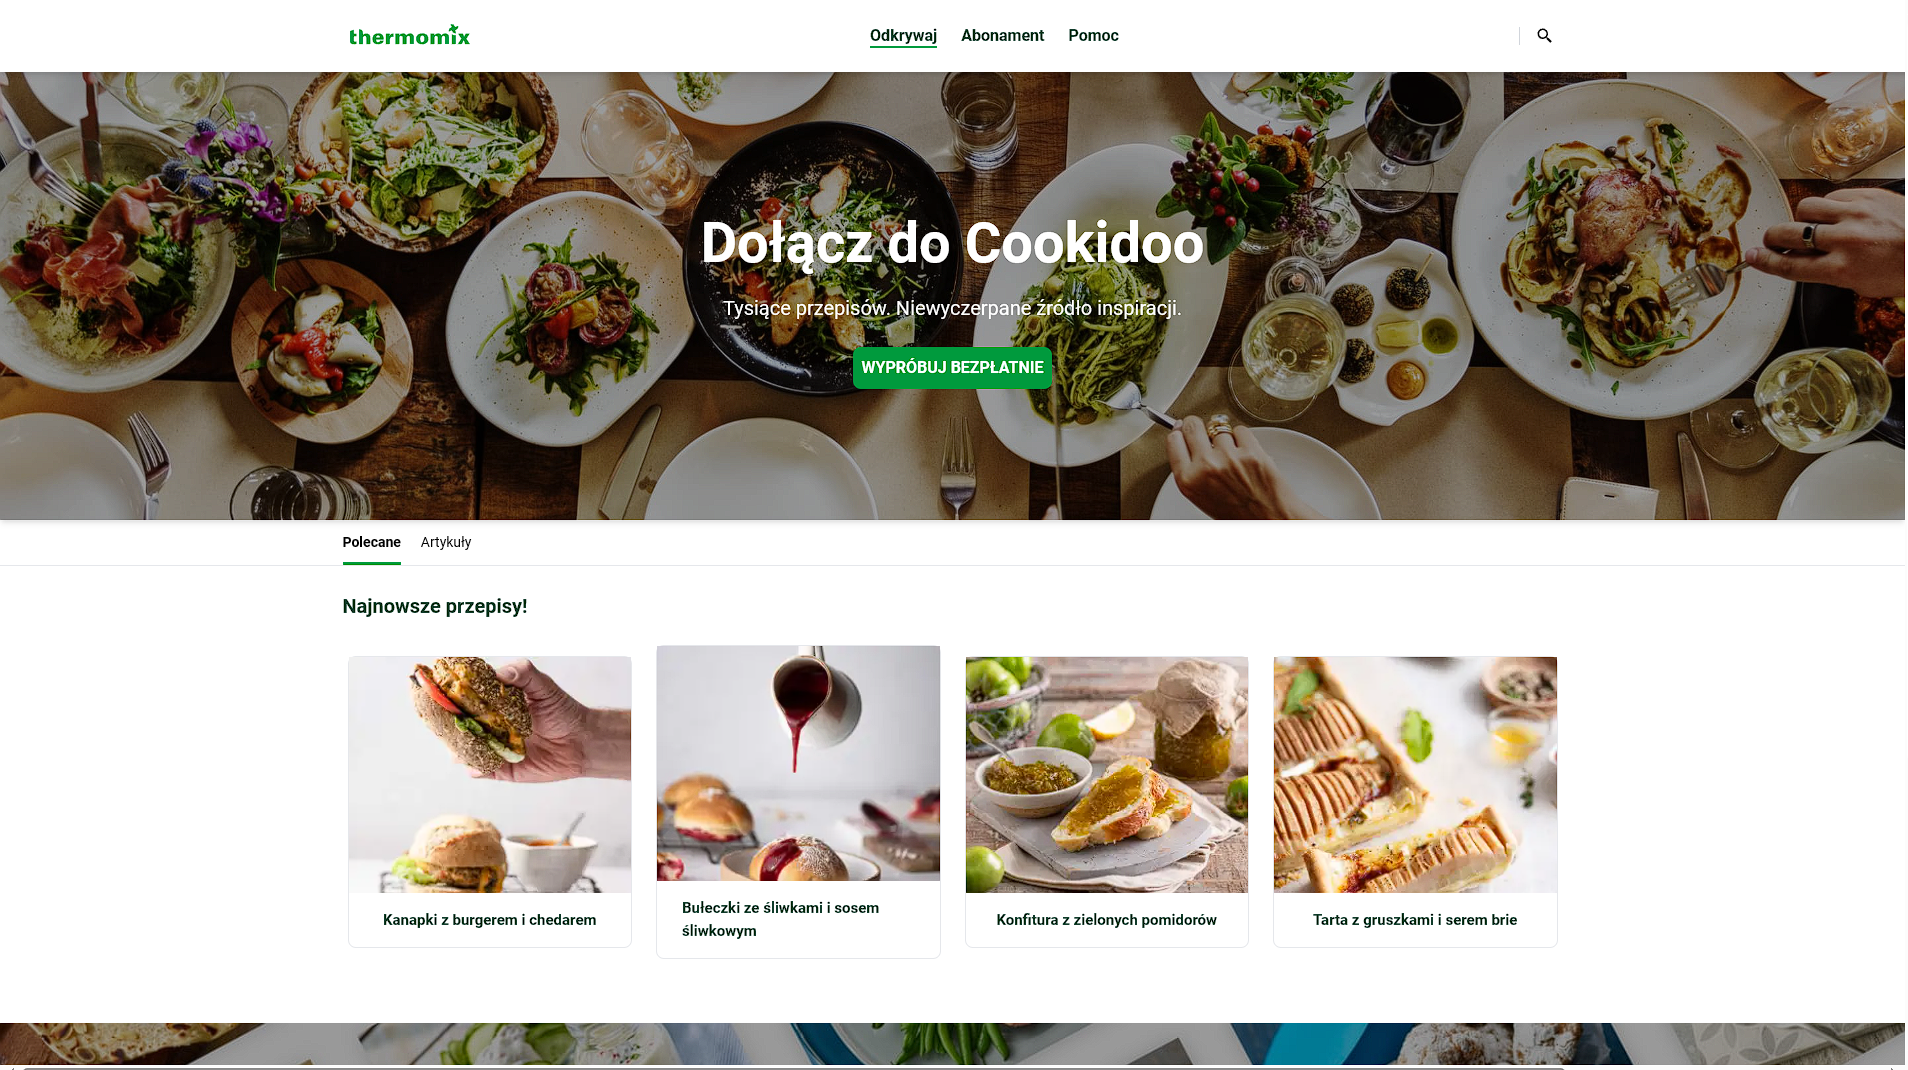 thermomix
Odkrywaj
Abonament
Pomoc
Dołącz do Cookidoo
Tysiące przepisów. Niewyczerpane źródło inspiracji.
WYPRÓBUJ BEZPŁATNIE
Polecane
Artykuły
Najnowsze przepisy!
Kanapki z burgerem i chedarem
Bułeczki ze śliwkami i sosem
śliwkowym
Konfitura z zielonych pomidorów
Tarta z gruszkami i serem brie